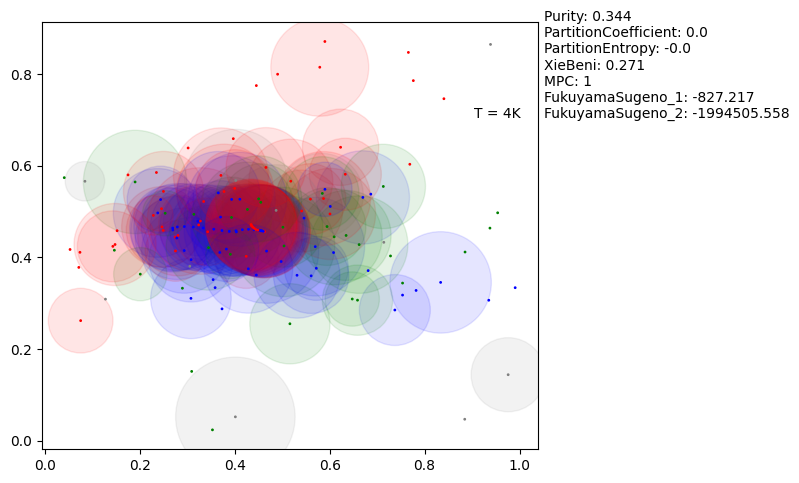 Purity: 0.344
PartitionCoefficient: 0.0
PartitionEntropy: -0.0
XieBeni: 0.271
MPC: 1
FukuyamaSugeno_1: -827.217
FukuyamaSugeno_2: -1994505.558
T = 4K
0.8
0.6
0.4
0.2
0.0
0.0 0.2 0.4 0.6 0.8 1.0